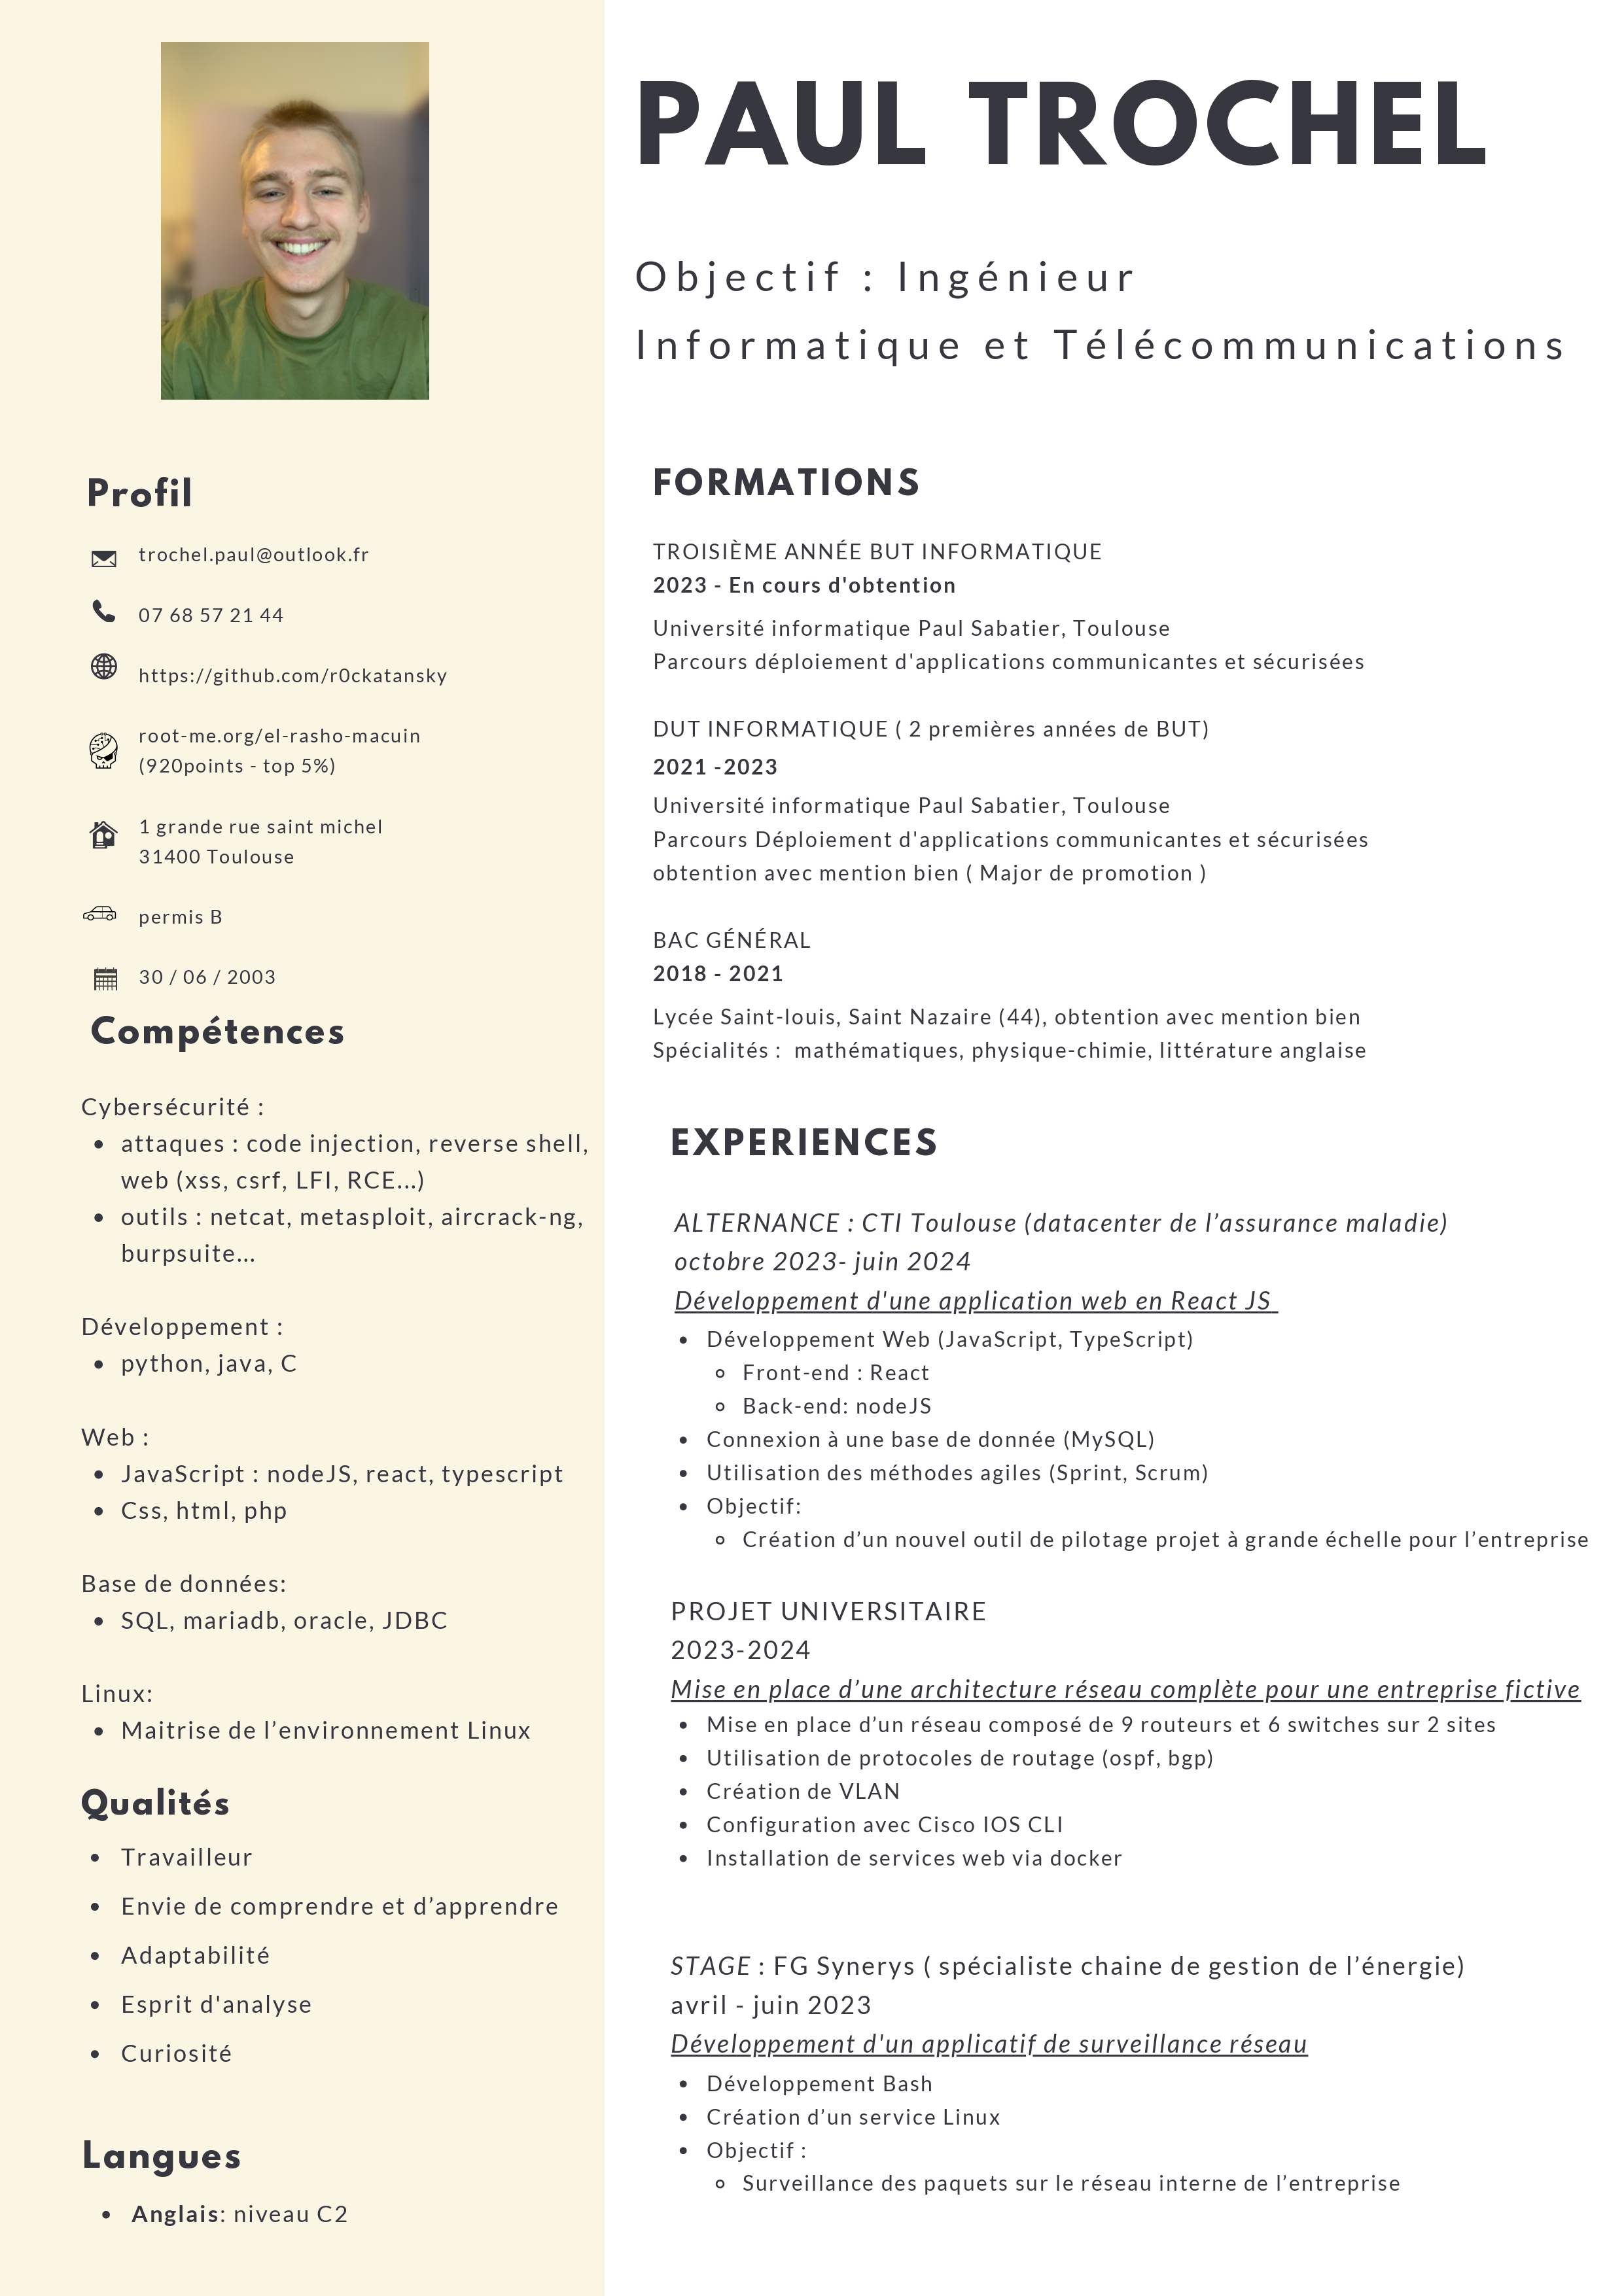 PAUL TROCHEL
Objectif : Ingénieur
Informatique et Télécommunications
Profil
trochel.paul@outlook.fr
07 68 57 21 44
https://github.com/r0ckatansky
root-me.org/el-rasho-macuin
(920points - top 5%)
1 grande rue saint michel
31400 Toulouse
permis B
30 / 06 / 2003
Compétences
Cybersécurité :
• attaques : code injection, reverse shell,
web (xss, csrf, LFI, RCE...)
• outils : netcat, metasploit, aircrack-ng,
burpsuite...
Développement :
• python, java, C
Web :
• JavaScript : nodeJS, react, typescript
• Css, html, php
Base de données:
• SQL, mariadb, oracle, JDBC
Linux:
• Maitrise de l’environnement Linux
Qualités
• Travailleur
• Envie de comprendre et d’apprendre
• Adaptabilité
• Esprit d'analyse
• Curiosité
Langues
• Anglais: niveau C2
FORMATIONS
TROISIÈME ANNÉE BUT INFORMATIQUE
2023 - En cours d'obtention
Université informatique Paul Sabatier, Toulouse
Parcours déploiement d'applications communicantes et sécurisées
DUT INFORMATIQUE ( 2 premières années de BUT)
2021 -2023
Université informatique Paul Sabatier, Toulouse
Parcours Déploiement d'applications communicantes et sécurisées
obtention avec mention bien ( Major de promotion )
BAC GÉNÉRAL
2018 - 2021
Lycée Saint-louis, Saint Nazaire (44), obtention avec mention bien
Spécialités : mathématiques, physique-chimie, littérature anglaise
EXPERIENCES
ALTERNANCE : CTI Toulouse (datacenter de l’assurance maladie)
octobre 2023- juin 2024
Développement d'une application web en React JS
• Développement Web (JavaScript, TypeScript)
◦ Front-end : React
◦ Back-end: nodeJS
• Connexion à une base de donnée (MySQL)
• Utilisation des méthodes agiles (Sprint, Scrum)
• Objectif:
◦ Création d’un nouvel outil de pilotage projet à grande échelle pour l’entreprise
PROJET UNIVERSITAIRE
2023-2024
Mise en place d’une architecture réseau complète pour une entreprise fictive
• Mise en place d’un réseau composé de 9 routeurs et 6 switches sur 2 sites
• Utilisation de protocoles de routage (ospf, bgp)
• Création de VLAN
• Configuration avec Cisco IOS CLI
• Installation de services web via docker
STAGE : FG Synerys ( spécialiste chaine de gestion de l’énergie)
avril - juin 2023
Développement d'un applicatif de surveillance réseau
• Développement Bash
• Création d’un service Linux
• Objectif :
◦ Surveillance des paquets sur le réseau interne de l’entreprise